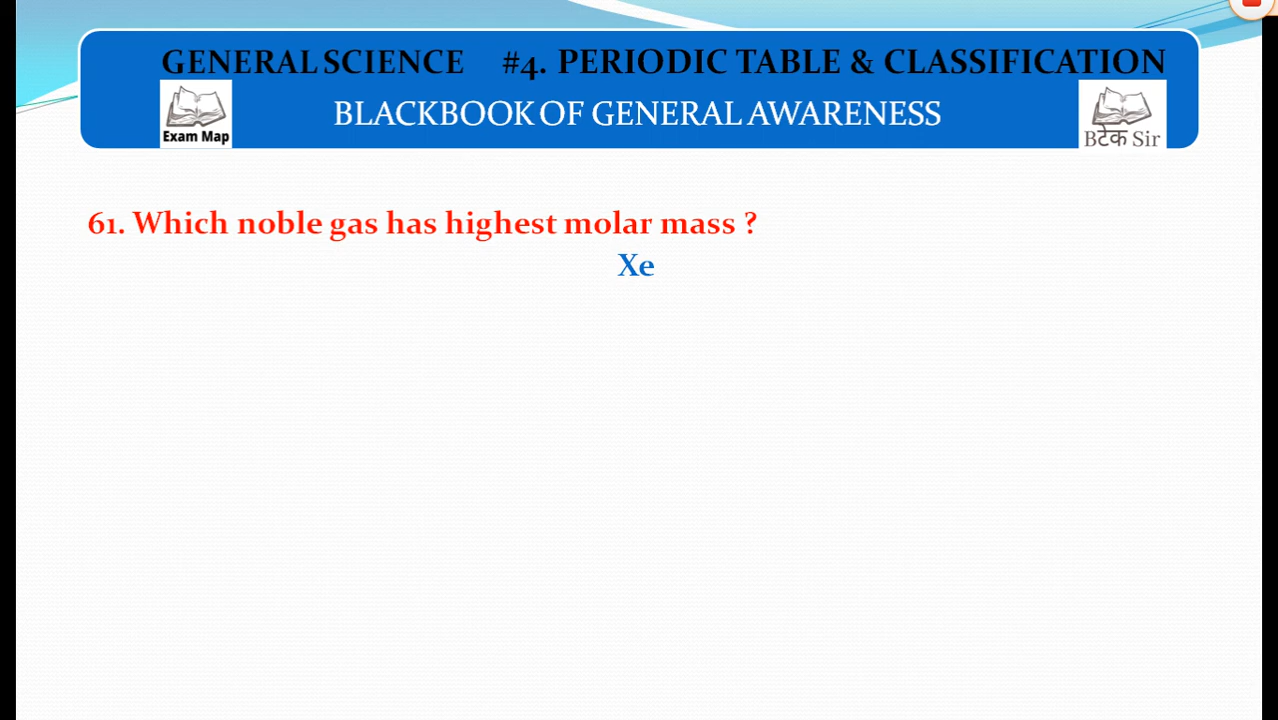 GENERAL SCIENCE #4. PERIODIC TABLE & CLASSIFICATION
BLACKBOOK OF GENERAL AWARENESS
Exam Map
Bटेक Sir
61. Which noble gas has highest molar mass ?
Xe